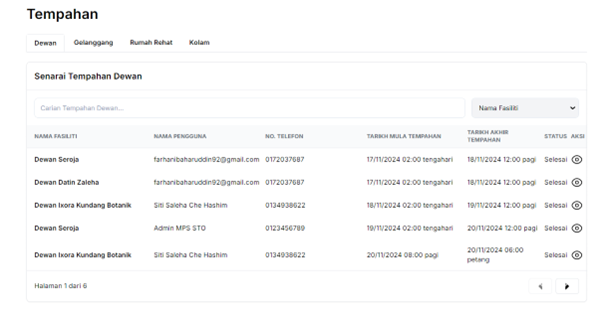 Tempahan
Dewan Gelanggang Rumah Rehat Kolam
Senarai Tempahan Dewan
Carian Tempahan Dewan... Nama Fasiliti
NAMA FASILITI NAMA PENGGUNA NO. TELEFON TARIKH MULA TEMPAHAN TARIKH AKHIR TEMPAHAN STATUS AKSI
Dewan Seroja farhanibaharuddin92@gmail.com 0172037687 17/11/2024 02:00 tengahari 18/11/2024 12:00 pagi Selesai
Dewan Datin Zaleha farhanibaharuddin92@gmail.com 0172037687 17/11/2024 02:00 tengahari 18/11/2024 12:00 pagi Selesai
Dewan Ixora Kundang Botanik Siti Saleha Che Hashim 0134938622 18/11/2024 02:00 tengahari 19/11/2024 12:00 pagi Selesai
Dewan Seroja Admin MPS STO 0123456789 19/11/2024 02:00 tengahari 20/11/2024 12:00 pagi Selesai
Dewan Ixora Kundang Botanik Siti Saleha Che Hashim 0134938622 20/11/2024 08:00 pagi 20/11/2024 06:00 petang Selesai
Halaman 1 dari 6